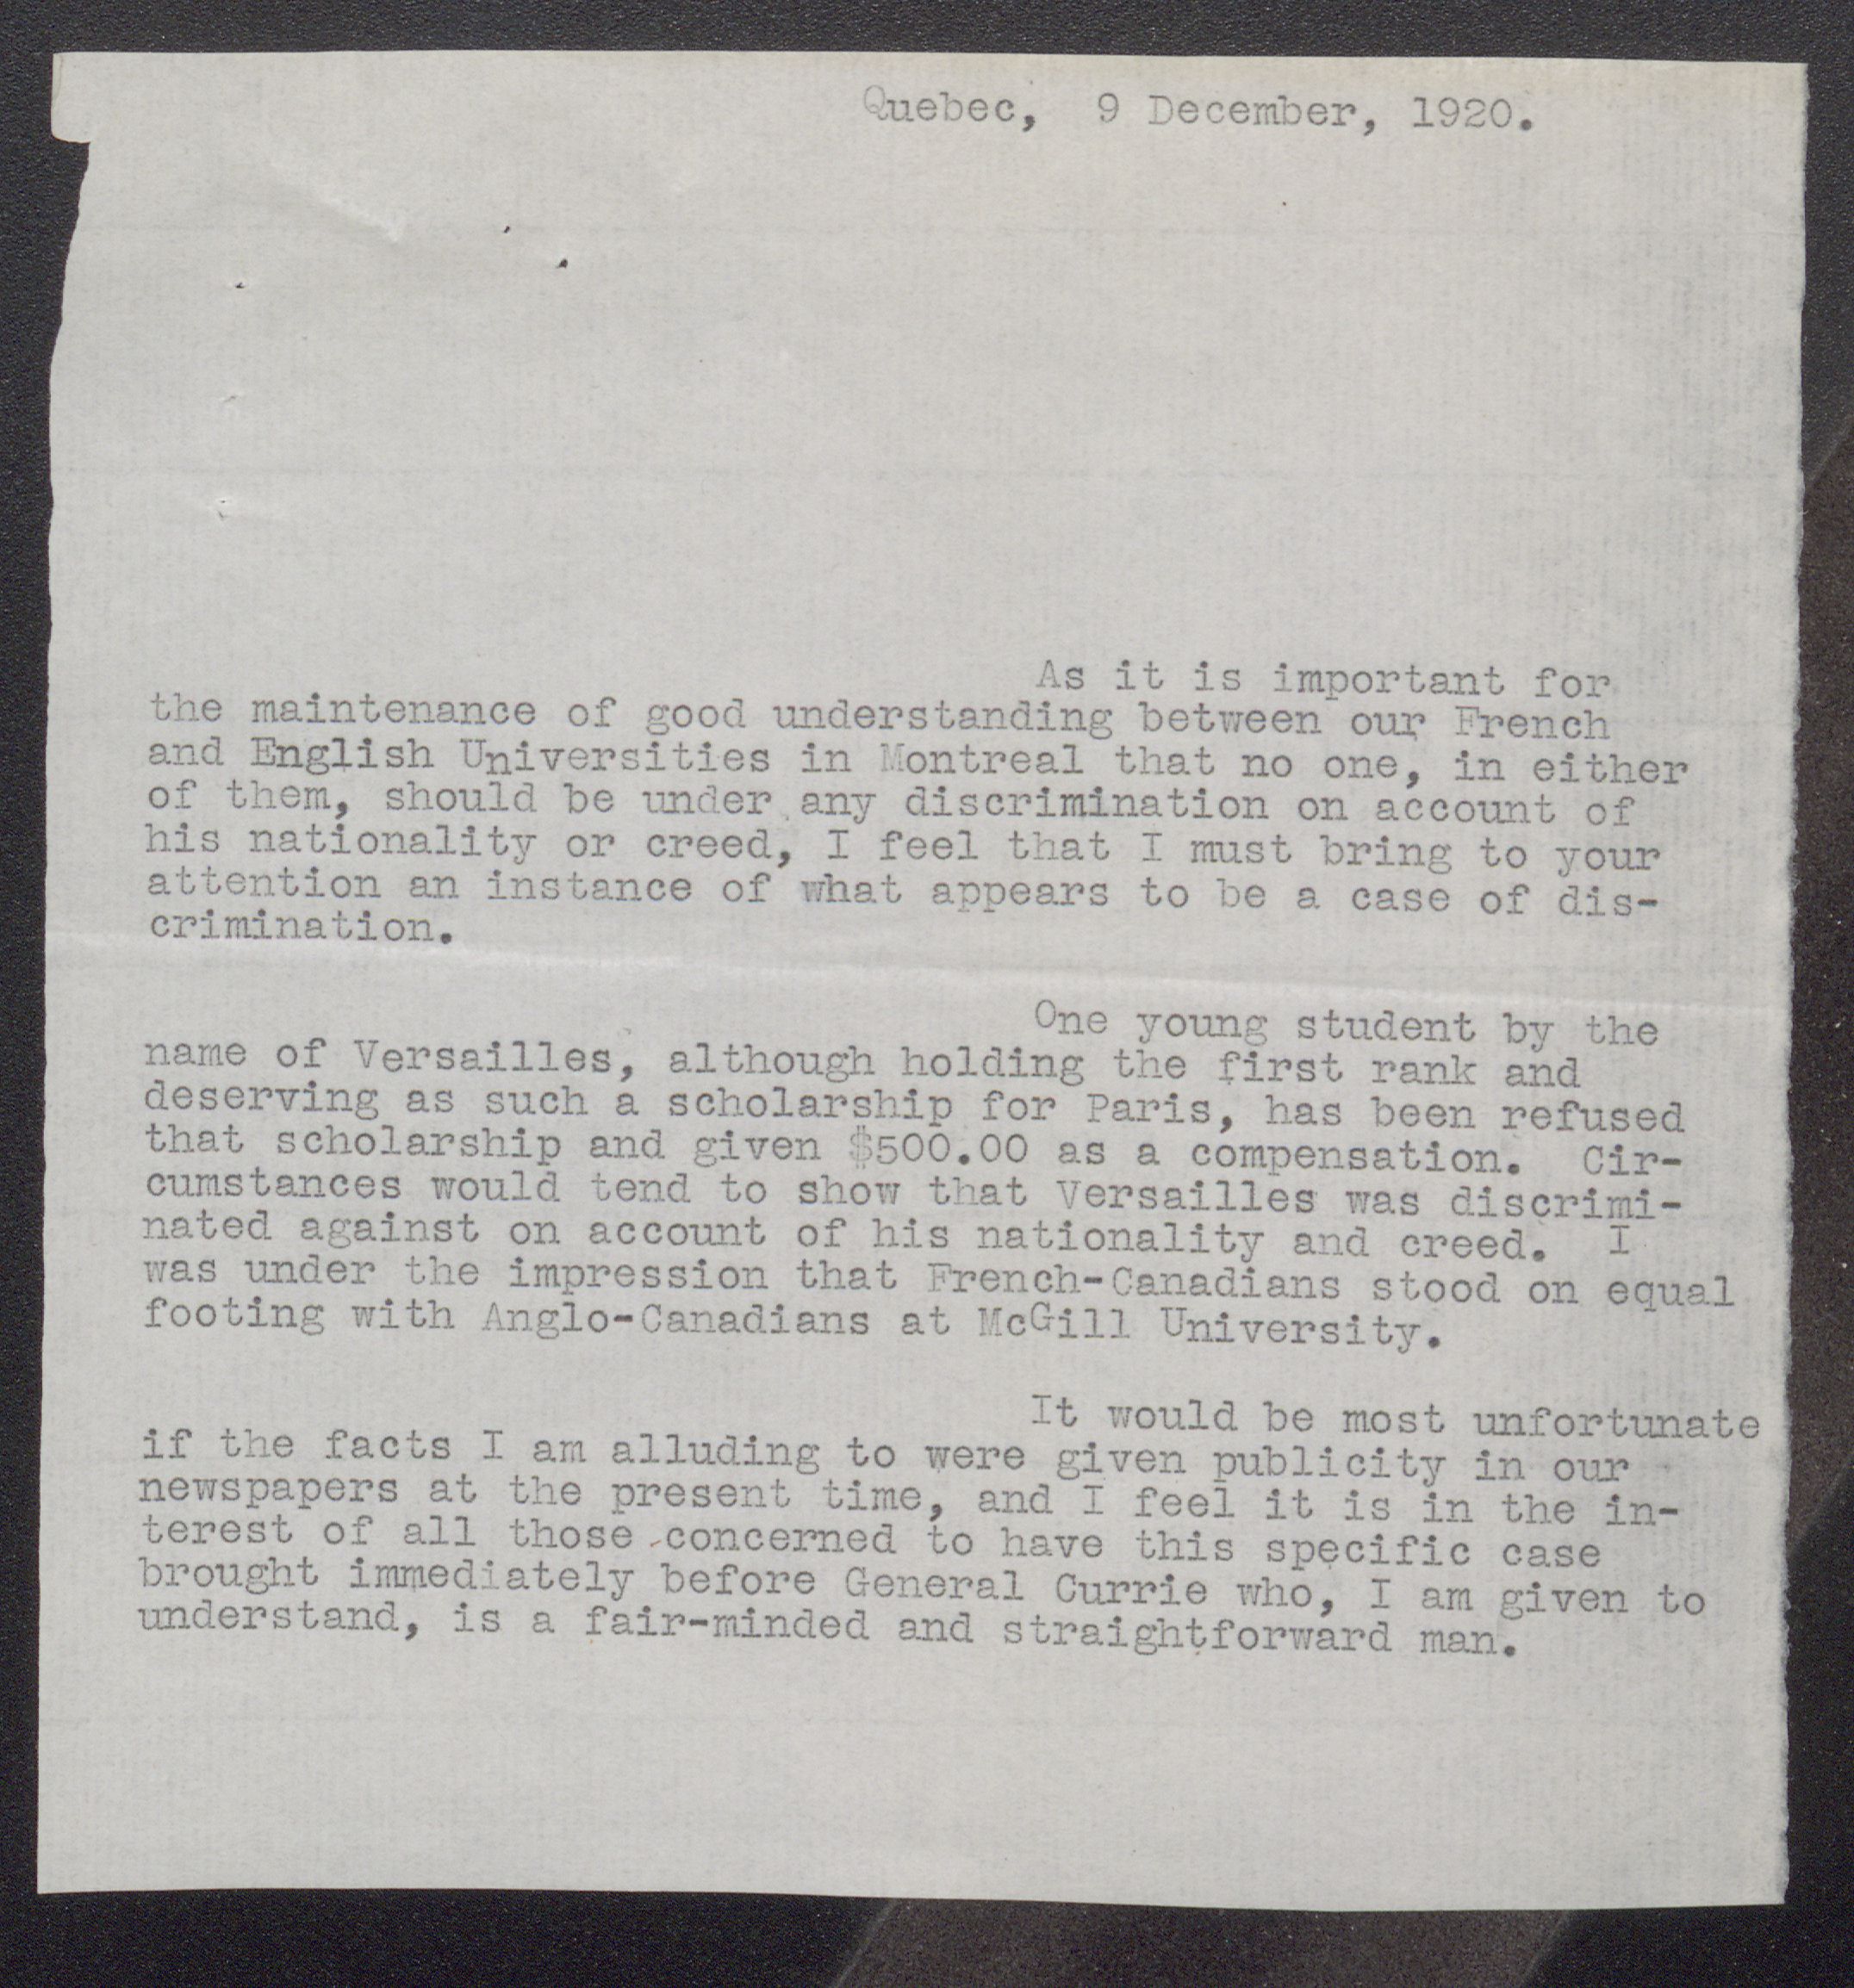 Quebec, 9 December, 1920.
As it is important for
the maintenance of good understanding between our French
and English Universities in Montreal that no one, in either
of them, should be under any discrimination on account of
his nationality or creed, I feel that I must bring to your
attention an instance of what appears to be a case of dis-
crimination.
One young student by the
name of Versailles, although holding the first rank and
deserving as such a scholarship for Paris, has been refused
that scholarship and given $500.00 as a compensation. Cir-
cumstances would tend to show that Versailles was discrimi-
nated against on account of his nationality and creed. I
was under the impression that French-Canadians stood on equal
footing with Anglo-Canadians at McGill University.
It would be most unfortunate
if the facts I am alluding to were given publicity in our
newspapers at the present time, and I feel it is in the in-
terest of all those concerned to have this specific case
brought immediately before General Currie who, I am given to
understand, is a fair-minded and straightforward man.